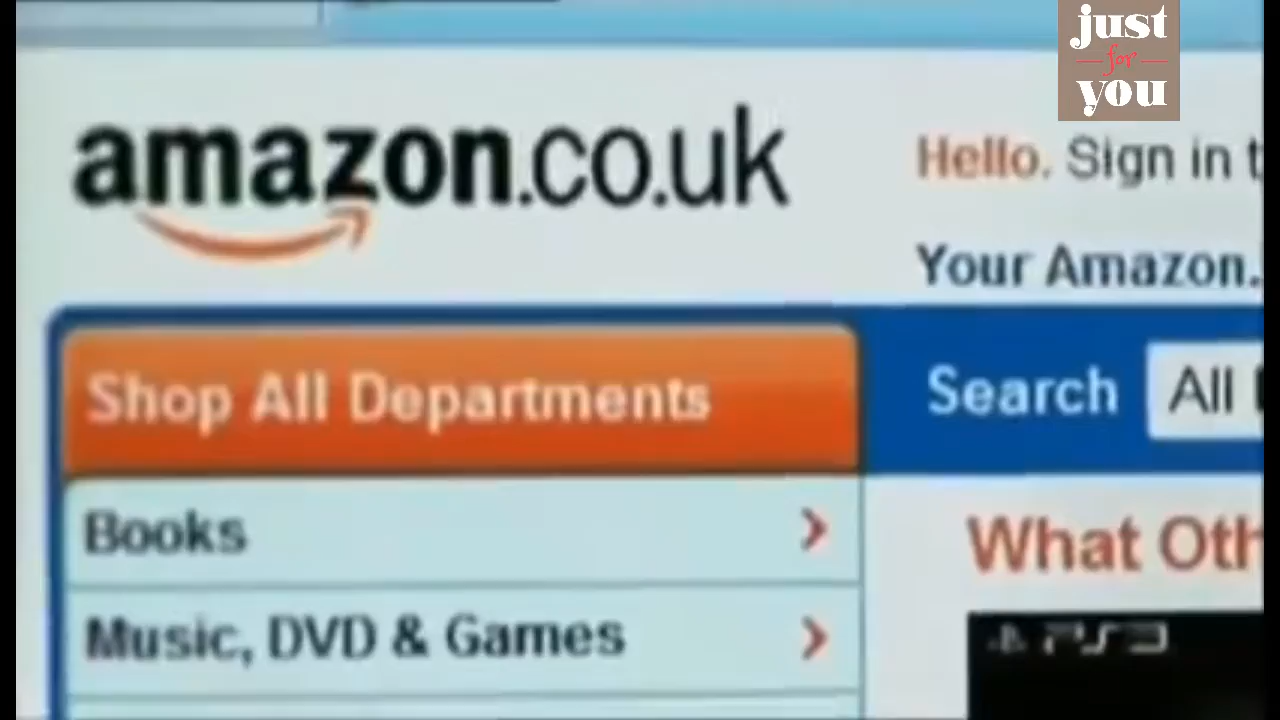 just
for
you
amazon.co.uk
Hello. Sign in t
Your Amazon.
Shop All Departments
Search
All
Books
What Oth
Music, DVD & Games
PS3